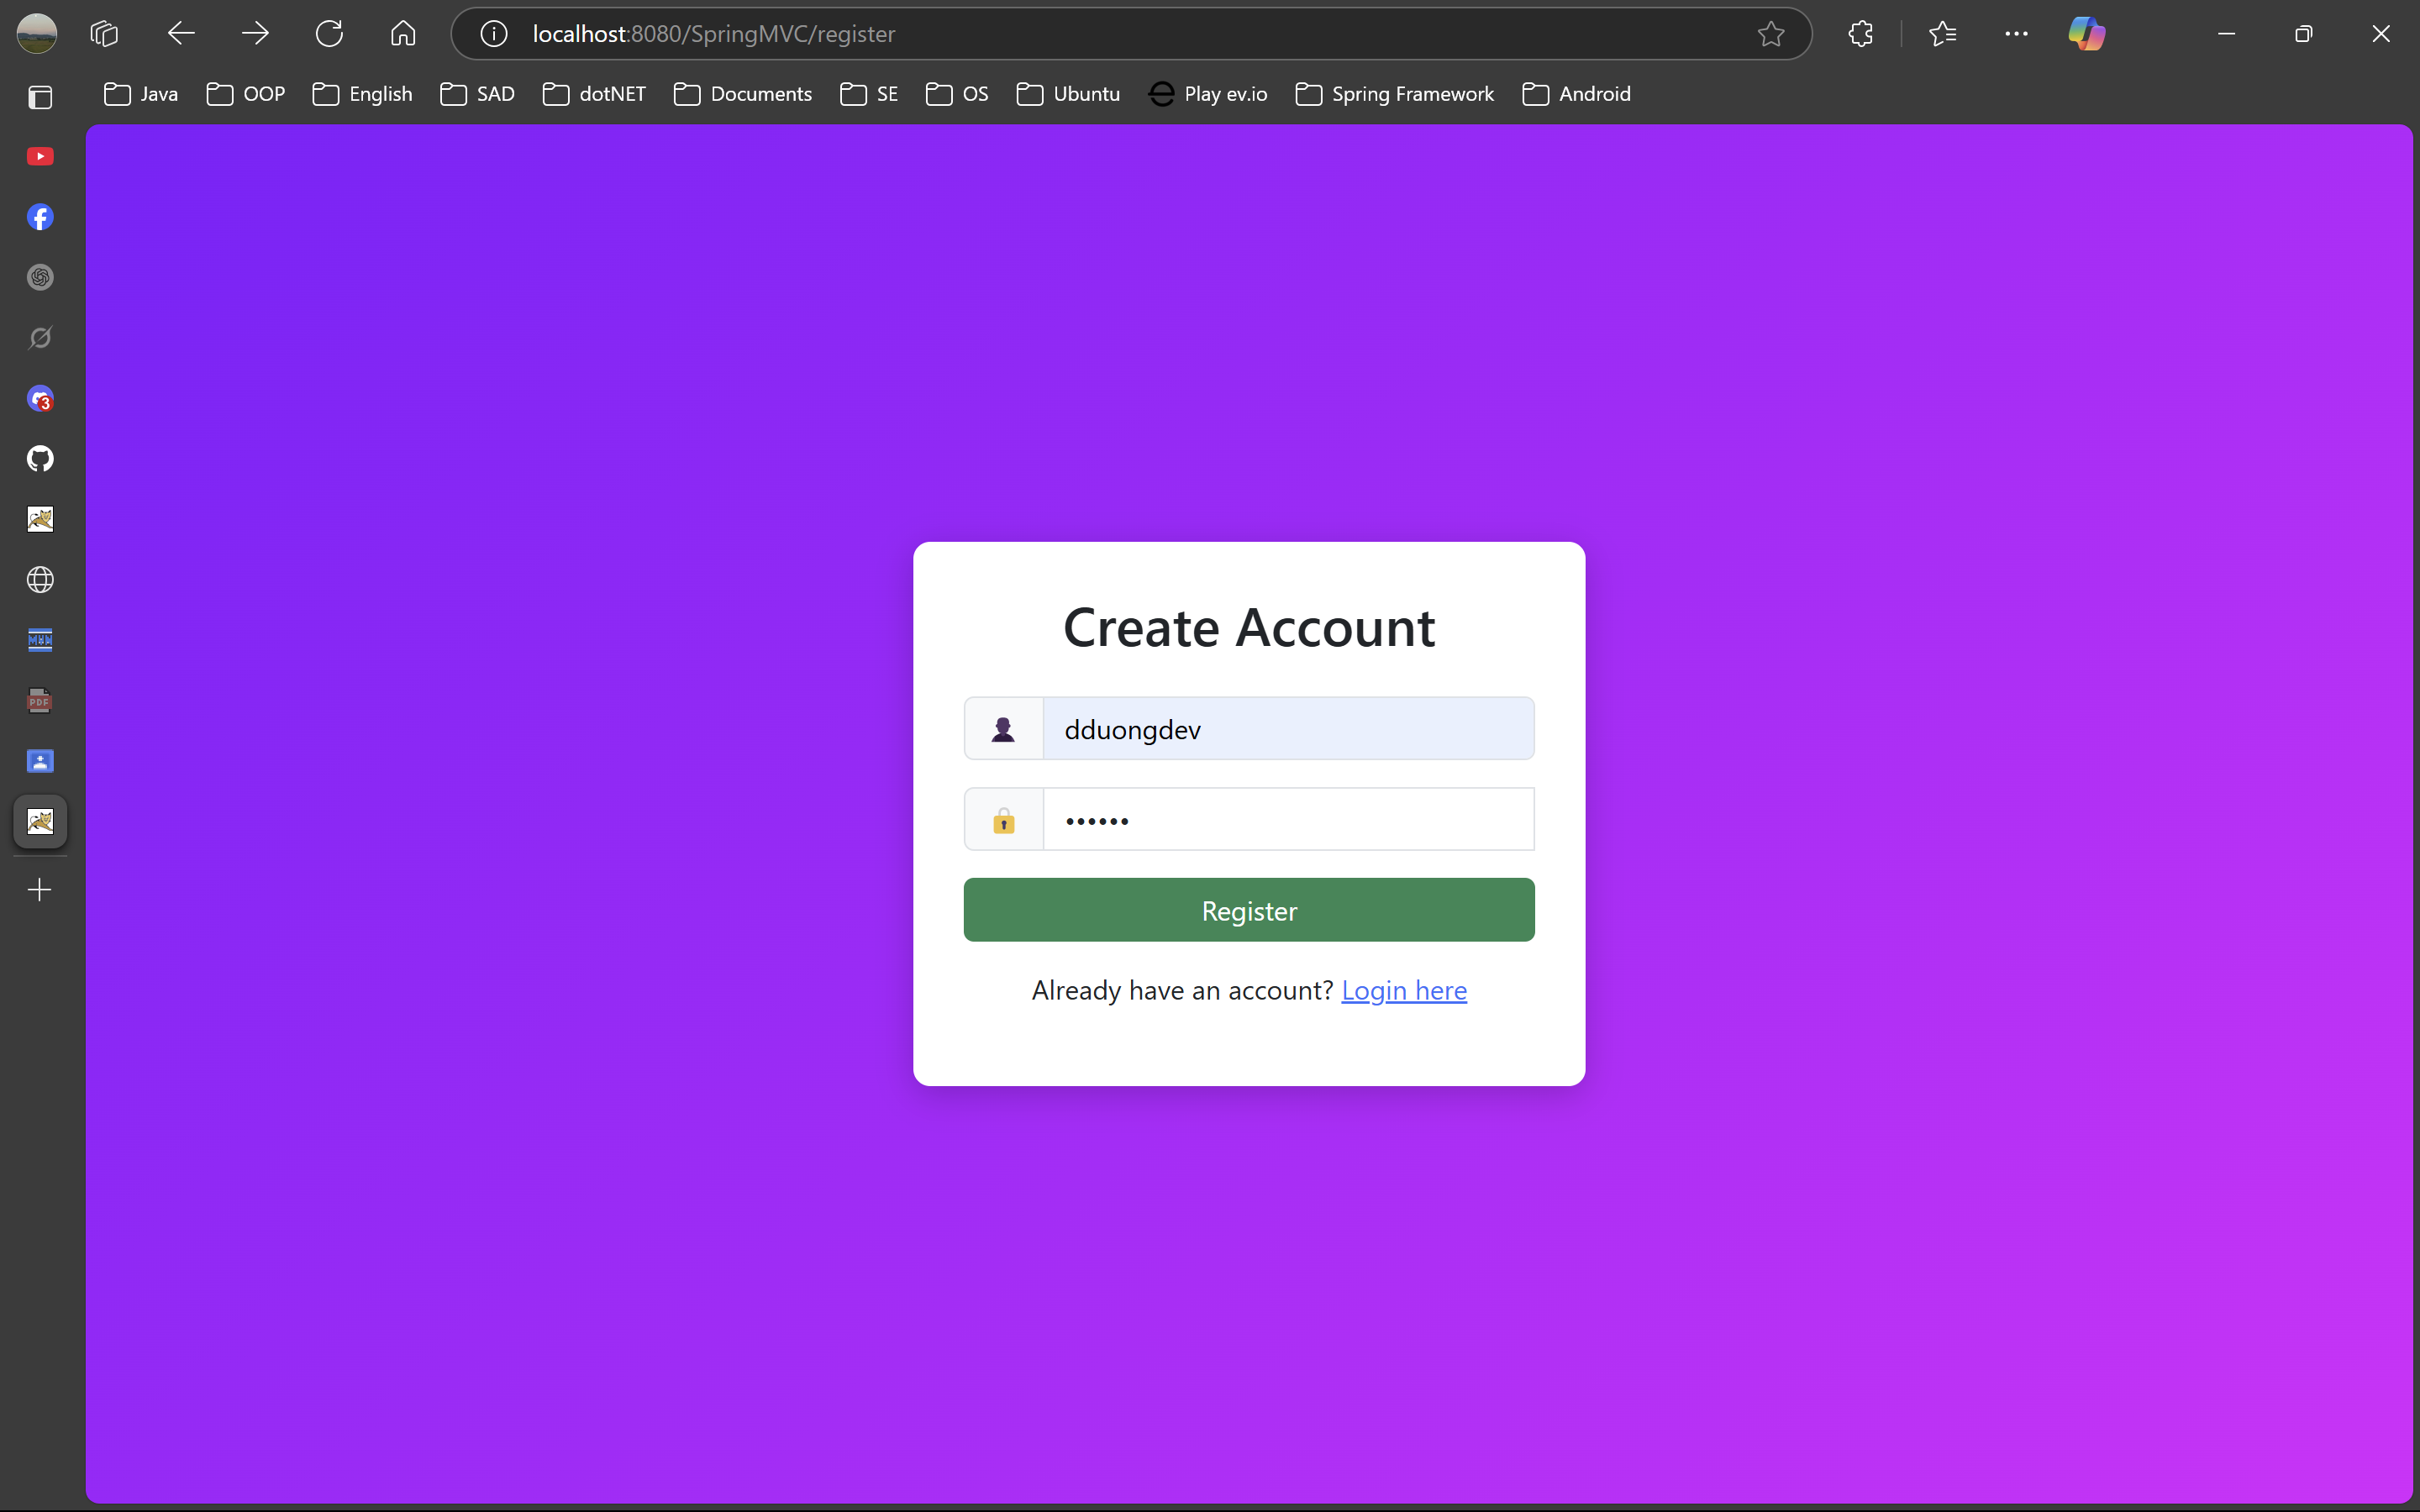 localhost:8080/SpringMVC/register
Java OOP English SAD dotNET Documents SE OS Ubuntu Play ev.io Spring Framework Android
3
PDF
Create Account
dduongdev
••••••
Register
Already have an account? Login here